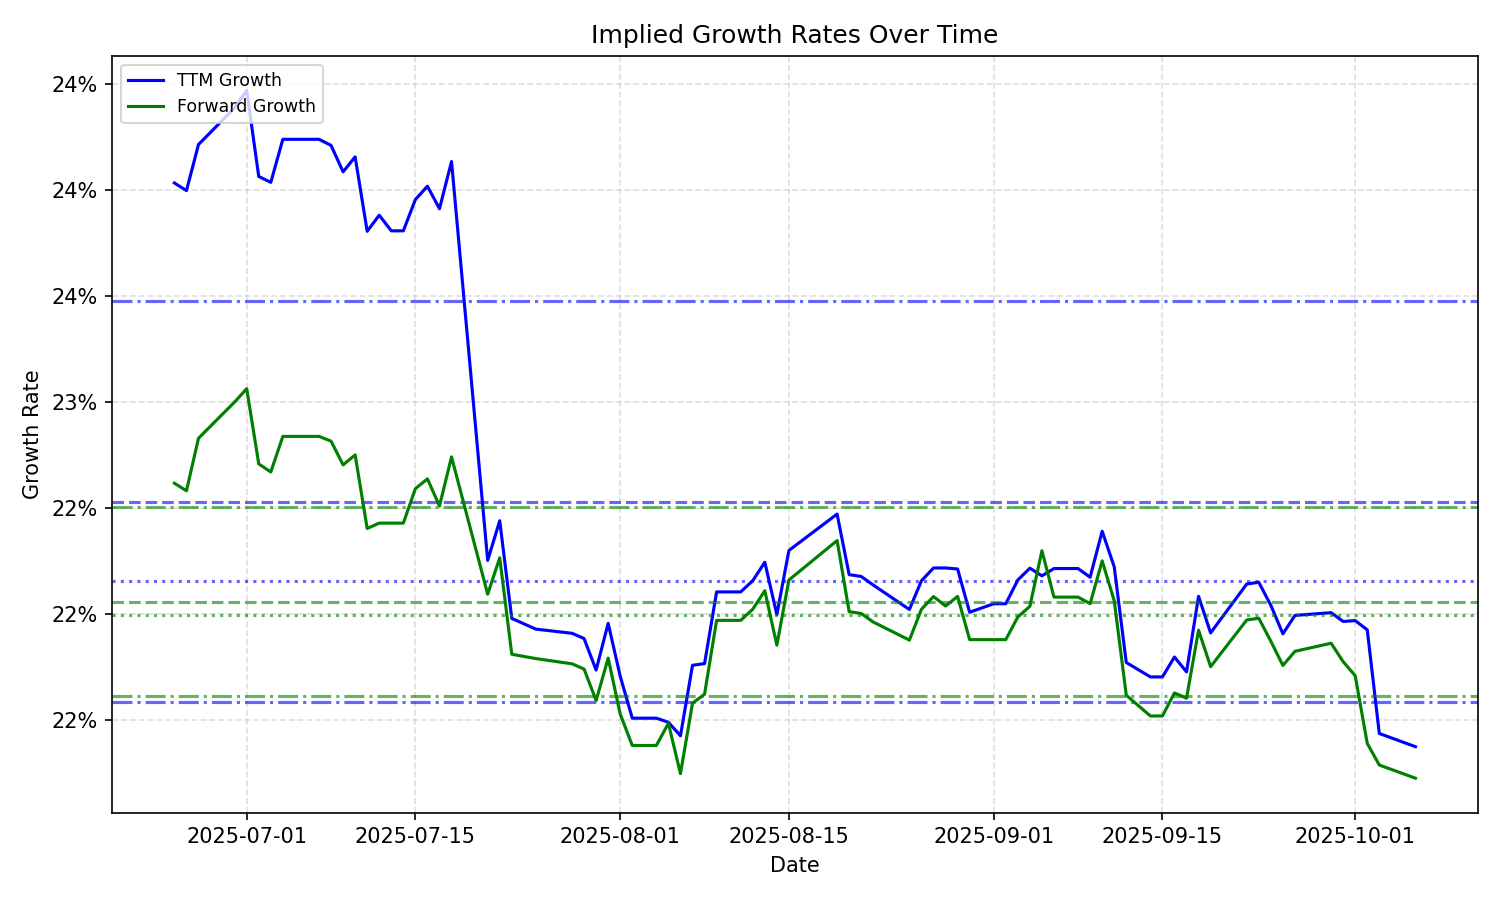 Implied Growth Rates Over Time
TTM Growth
Forward Growth
Growth Rate
24%
24%
24%
23%
22%
22%
22%
2025-07-01
2025-07-15
2025-08-01
2025-08-15
2025-09-01
2025-09-15
2025-10-01
Date